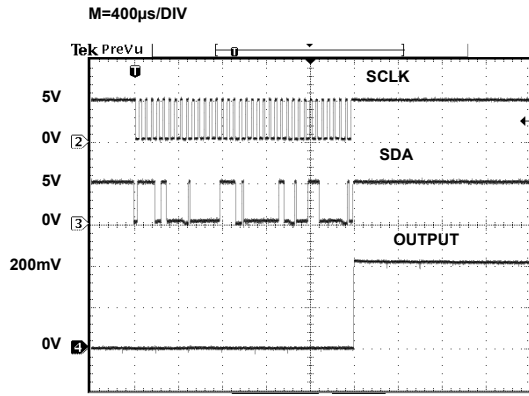 M=400µs/DIV
Tek PreVu
T
T
SCLK
5V
0V 2
SDA
5V
0V 3
OUTPUT
200mV
0V 4